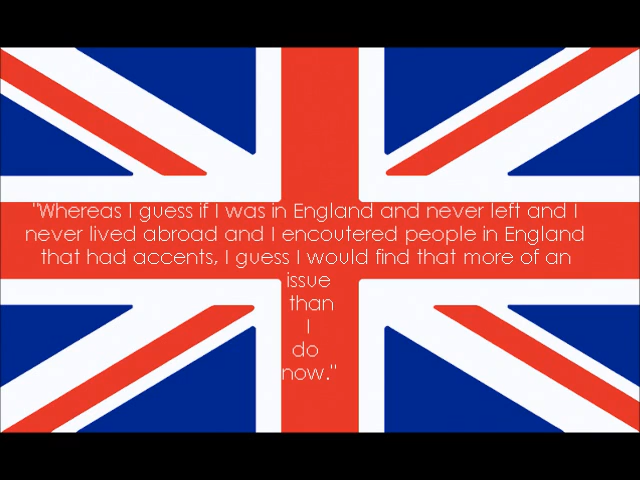 "Whereas I guess if I was in England and never left and I
never lived abroad and I encoutered people in England
that had accents, I guess I would find that more of an
issue
than
I
do
now."